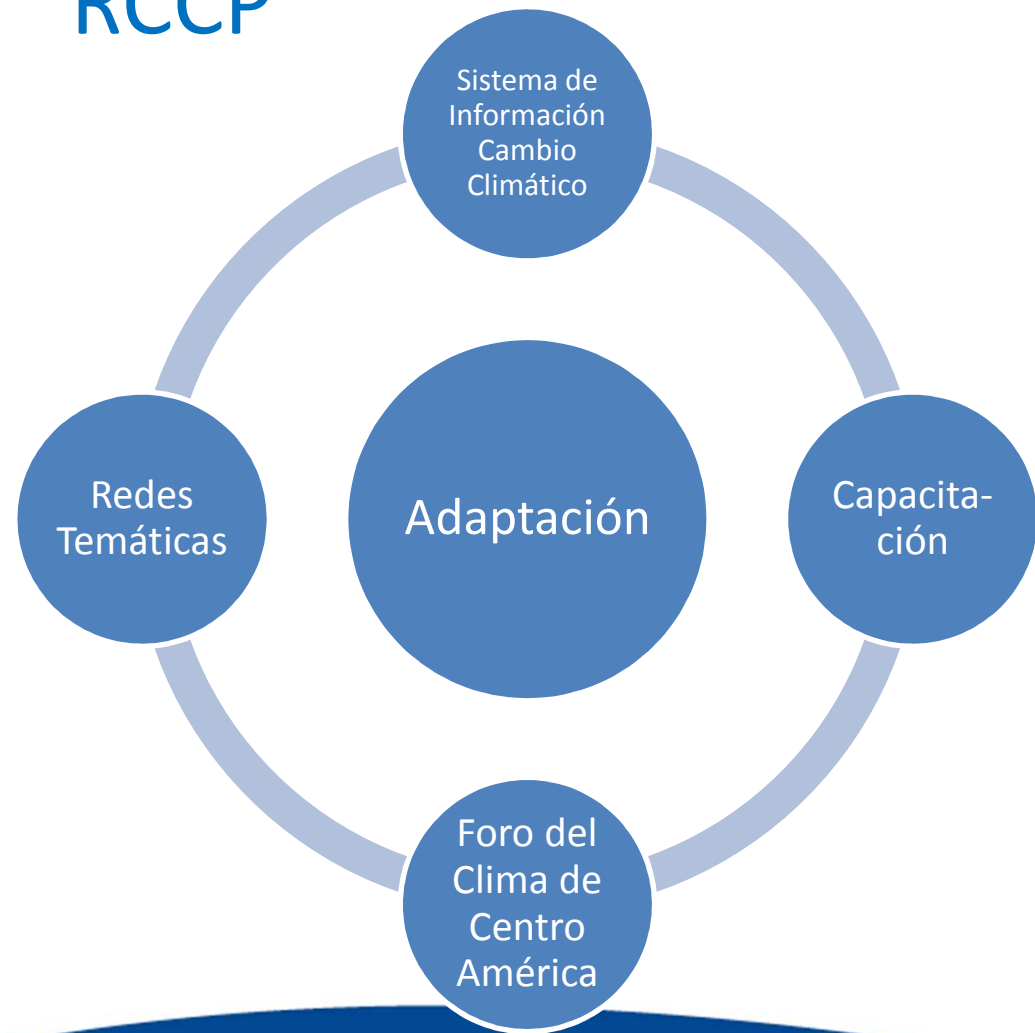 RCCP
Sistema de
Información
Cambio
Climático
Redes
Temáticas
Adaptación
Capacita-
ción
Foro del
Clima de
Centro
América